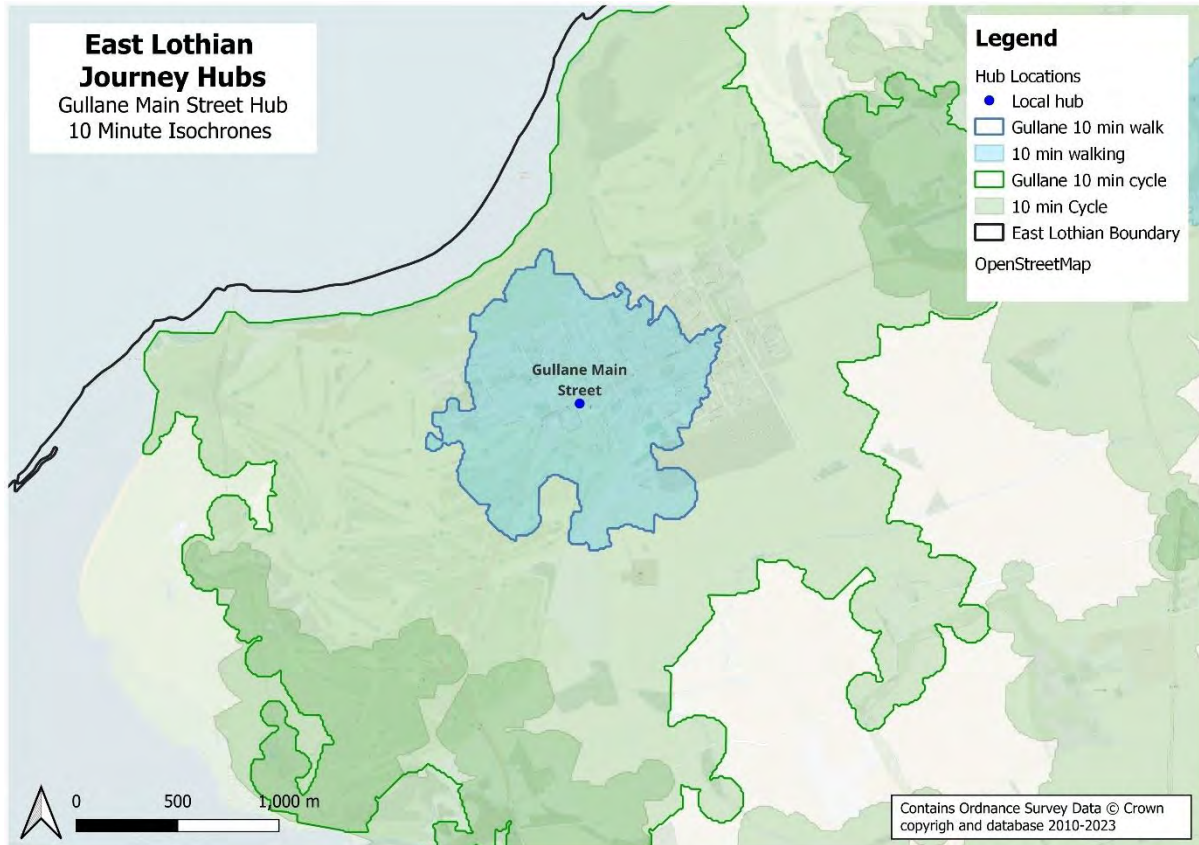 East Lothian
Journey Hubs
Gullane Main Street Hub
10 Minute Isochrones
Legend
Hub Locations
Local hub
Gullane 10 min walk
10 min walking
Gullane 10 min cycle
10 min Cycle
East Lothian Boundary
OpenStreetMap
Gullane Main
Street
0 500 1,000 m
Contains Ordnance Survey Data © Crown
copyrigh and database 2010-2023